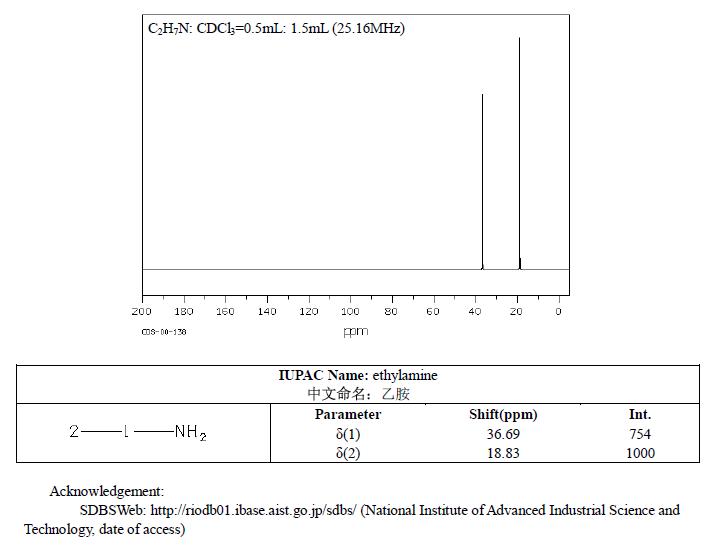 C₂H₇N: CDCl₃=0.5mL: 1.5mL (25.16MHz)
200 180 160 140 120 100 80 60 40 20 0
CDS-00-138
ppm
IUPAC Name: ethylamine
中文命名：乙胺
Parameter Shift(ppm) Int.
2 1 NH₂
δ(1) 36.69 754
δ(2) 18.83 1000
Acknowledgement:
SDBSWeb: http://riodb01.ibase.aist.go.jp/sdbs/ (National Institute of Advanced Industrial Science and
Technology, date of access)